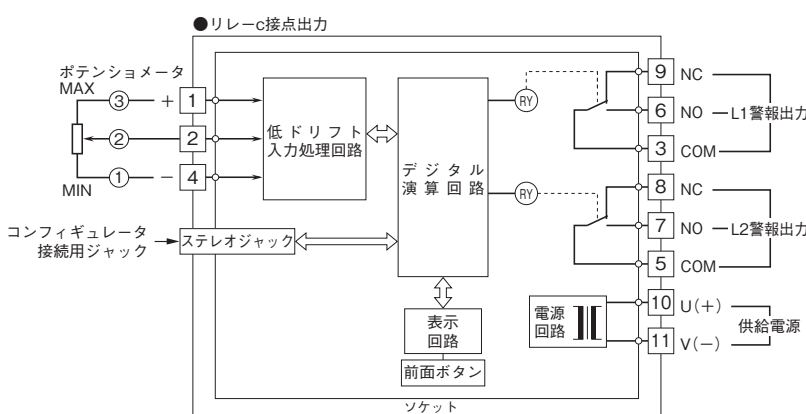 ●リレーc接点出力
ポテンショメータ
MAX
③
+
1
②
2
①
−
4
MIN
低ドリフト
入力処理回路
デジタル
演算回路
RY
RY
9
NC
6
NO
L1警報出力
3
COM
8
NC
7
NO
L2警報出力
5
COM
コンフィギュレータ
接続用ジャック
ステレオジャック
表示
回路
前面ボタン
電源
回路
10
U(+)
供給電源
11
V(−)
ソケット